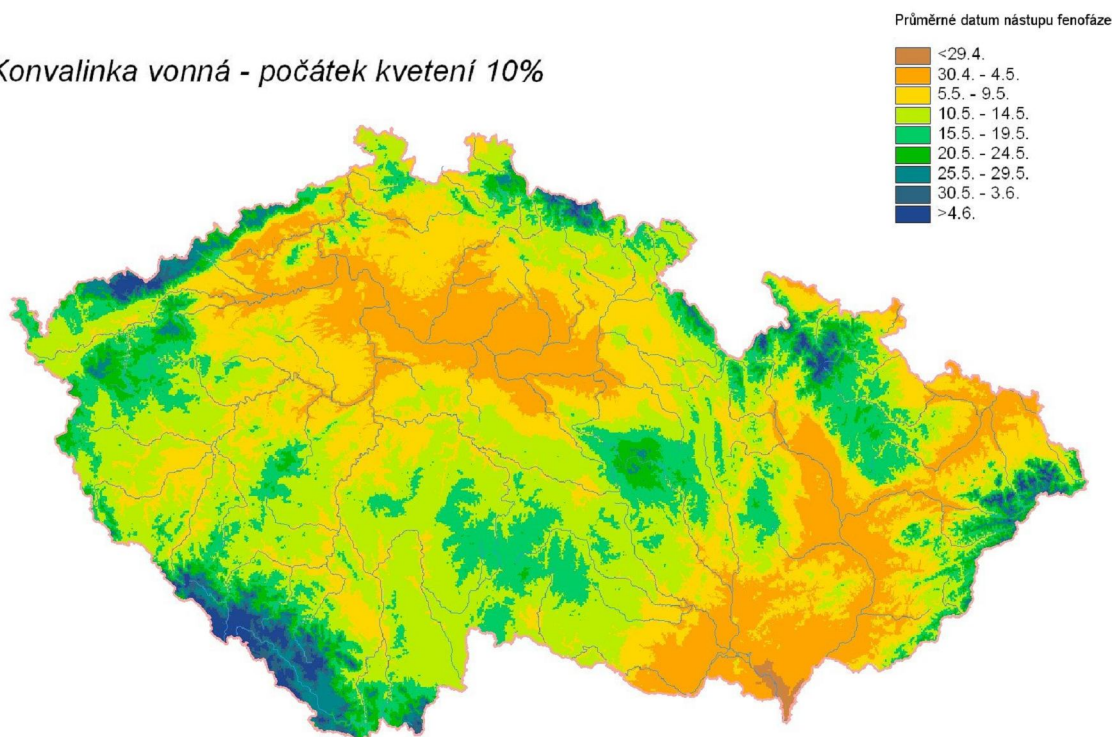 Průměrné datum nástupu fenofáze
Konvalinka vonná - počátek kvetení 10%
<29.4.
30.4. - 4.5.
5.5. - 9.5.
10.5. - 14.5.
15.5. - 19.5.
20.5. - 24.5.
25.5. - 29.5.
30.5. - 3.6.
>4.6.